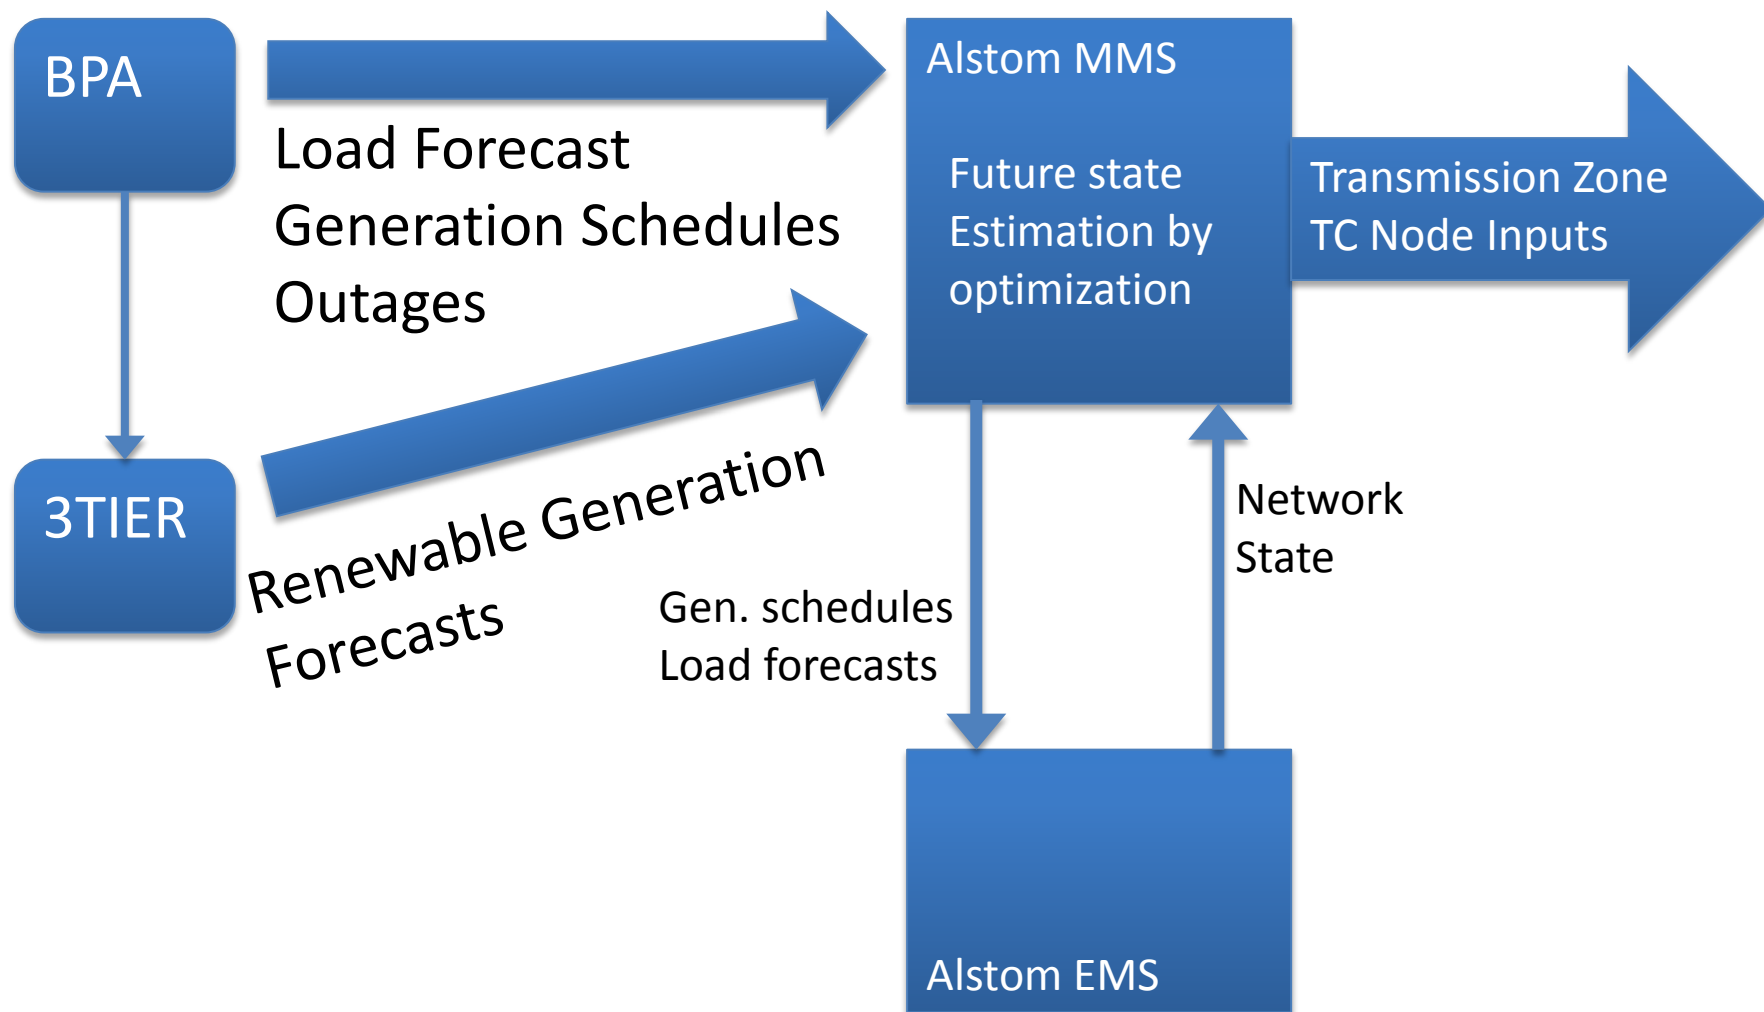 BPA
Load Forecast
Generation Schedules
Outages
Alstom MMS
Future state
Estimation by
optimization
Transmission Zone
TC Node Inputs
3TIER
Renewable Generation
Forecasts
Gen. schedules
Load forecasts
Network
State
Alstom EMS